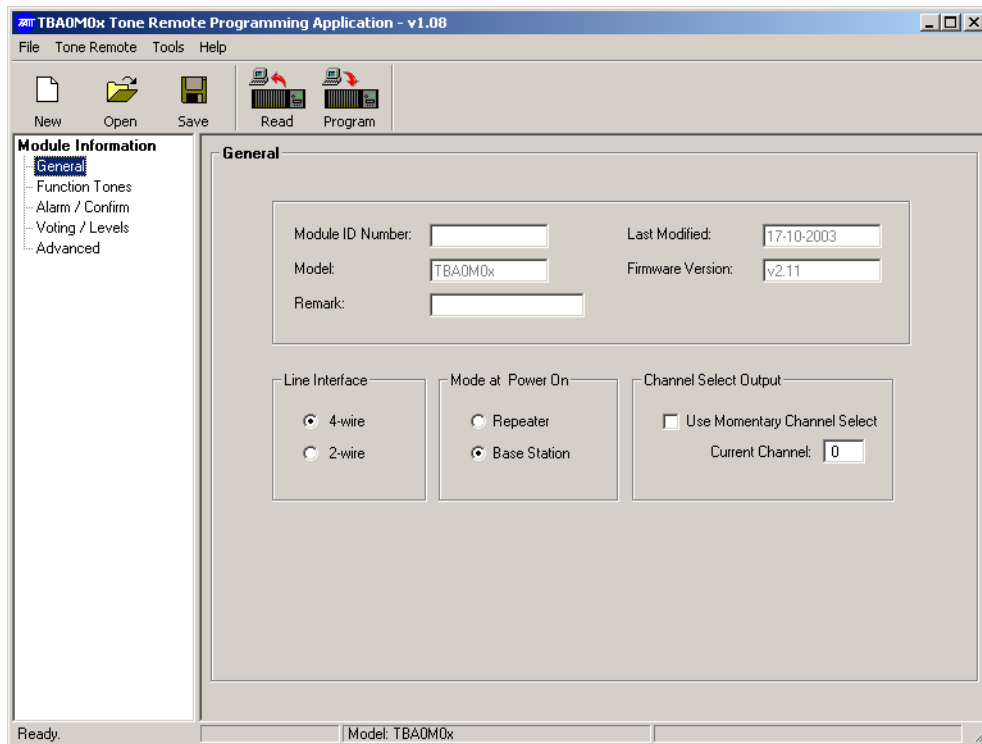 TAIT TBA0M0x Tone Remote Programming Application - v1.08
File Tone Remote Tools Help
New Open Save Read Program
Module Information
General
Function Tones
Alarm / Confirm
Voting / Levels
Advanced
General
Module ID Number:
Last Modified: 17-10-2003
Model: TBA0M0x
Firmware Version: v2.11
Remark:
Line Interface
4-wire
2-wire
Mode at Power On
Repeater
Base Station
Channel Select Output
Use Momentary Channel Select
Current Channel: 0
Ready.
Model: TBA0M0x